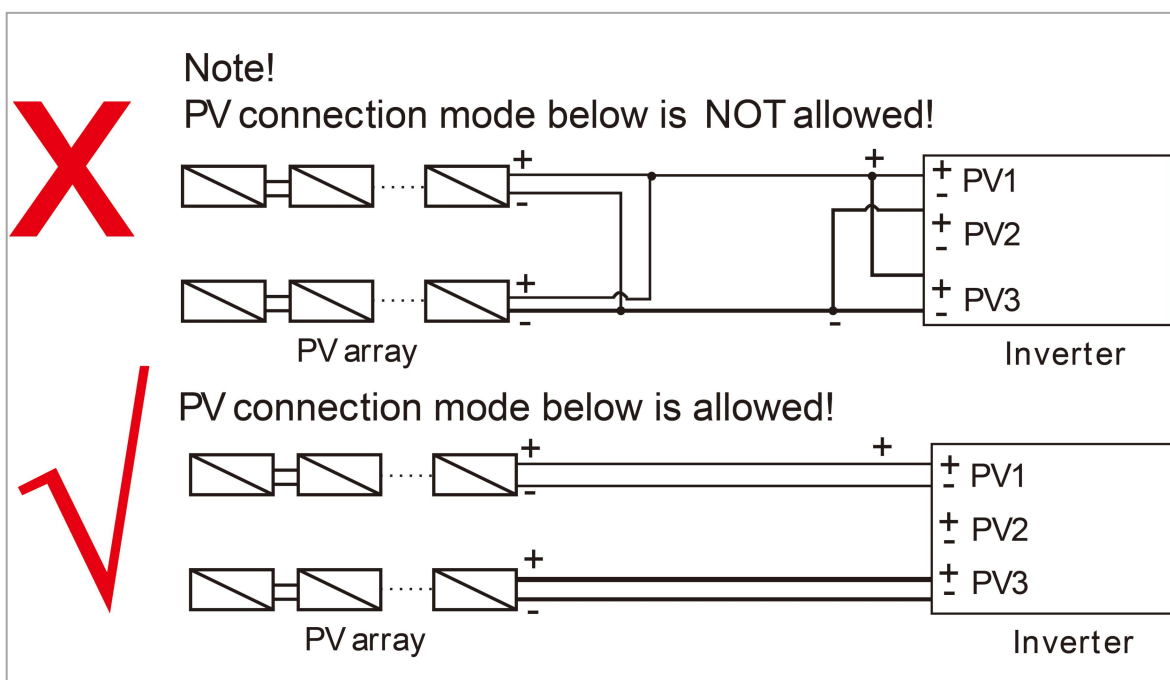 Note!
PV connection mode below is NOT allowed!
+ + + PV1
- -
+ PV2
-
+ + PV3
- - -
PV array
Inverter
PV connection mode below is allowed!
+ + + PV1
- -
+ PV2
-
+ + PV3
- -
PV array
Inverter